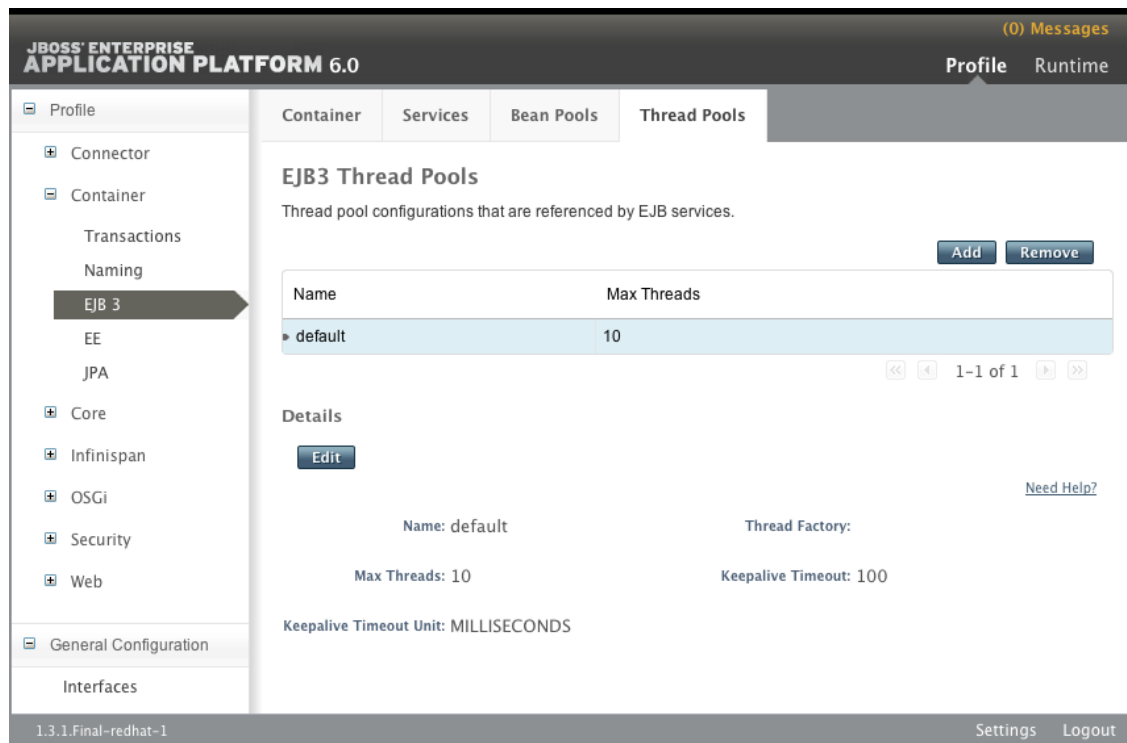 (0) Messages
JBOSS' ENTERPRISE
APPLICATION PLATFORM 6.0
Profile Runtime
Profile
Connector
Container
Transactions
Naming
EJB 3
EE
JPA
Core
Infinispan
OSGi
Security
Web
General Configuration
Interfaces
Container Services Bean Pools Thread Pools
EJB3 Thread Pools
Thread pool configurations that are referenced by EJB services.
Add Remove
Name Max Threads
default 10
1-1 of 1
Details
Edit
Need Help?
Name: default Thread Factory:
Max Threads: 10 Keepalive Timeout: 100
Keepalive Timeout Unit: MILLISECONDS
1.3.1.Final-redhat-1 Settings Logout